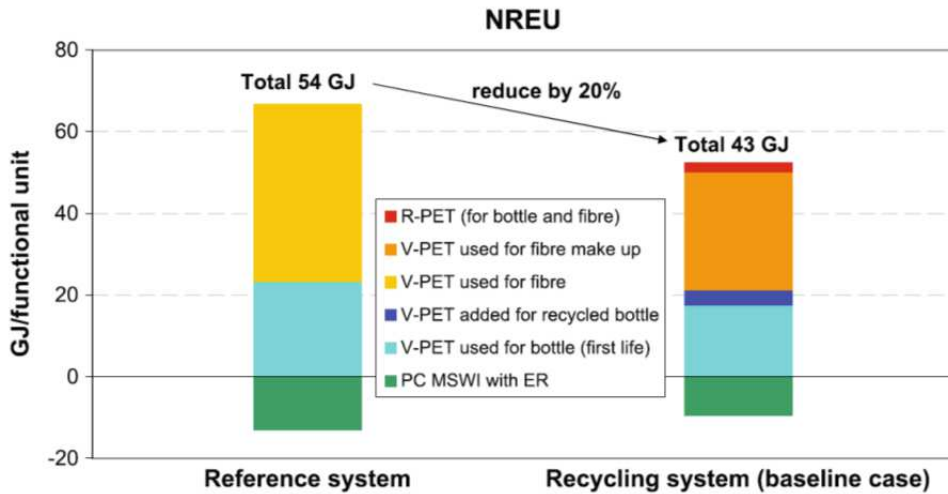 NREU
80
60
40
20
0
-20
GJ/functional unit
Total 54 GJ
reduce by 20%
Total 43 GJ
R-PET (for bottle and fibre)
V-PET used for fibre make up
V-PET used for fibre
V-PET added for recycled bottle
V-PET used for bottle (first life)
PC MSWI with ER
Reference system
Recycling system (baseline case)